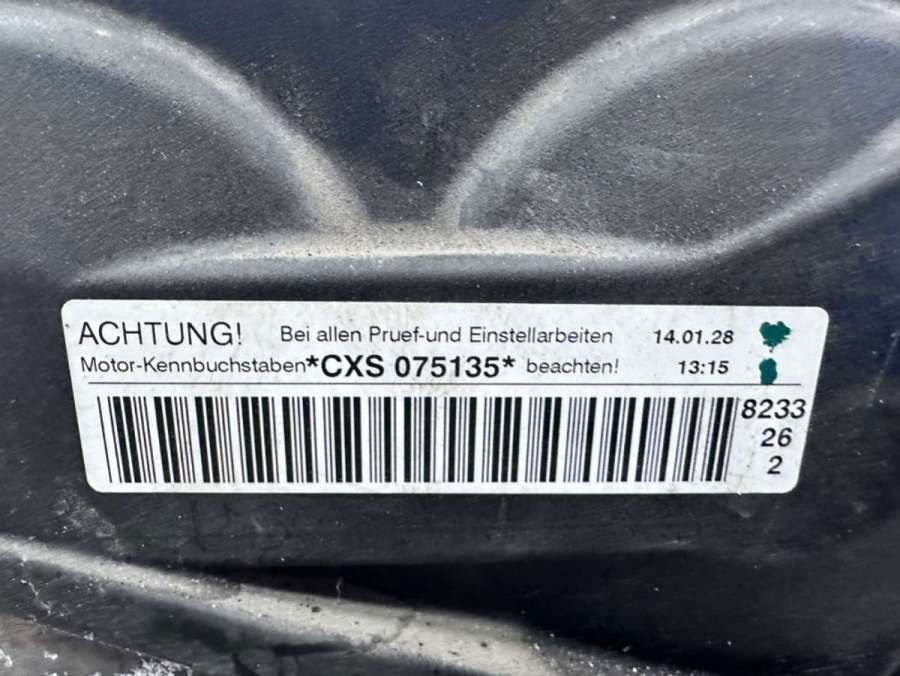 ACHTUNG! Bei allen Pruef-und Einstellarbeiten 14.01.28
Motor-Kennbuchstaben *CXS 075135* beachten! 13:15
8233
26
2